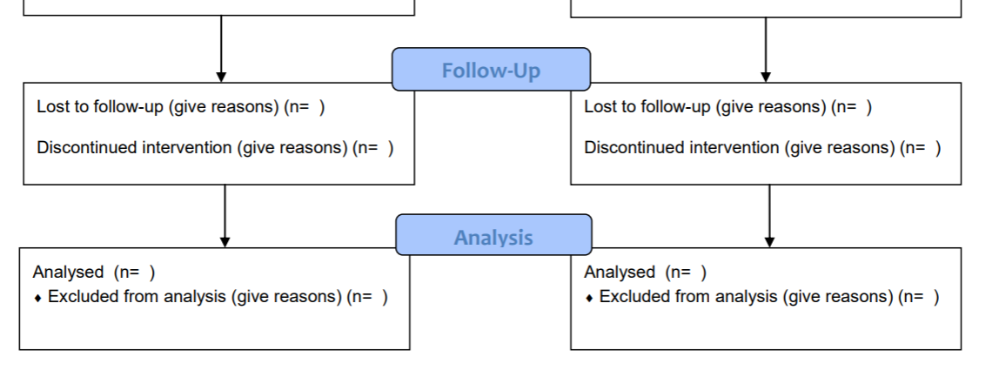 Follow-Up
Lost to follow-up (give reasons) (n=  )
Discontinued intervention (give reasons) (n=  )
Lost to follow-up (give reasons) (n=  )
Discontinued intervention (give reasons) (n=  )
Analysis
Analysed  (n=  )
♦ Excluded from analysis (give reasons) (n=  )
Analysed  (n=  )
♦ Excluded from analysis (give reasons) (n=  )